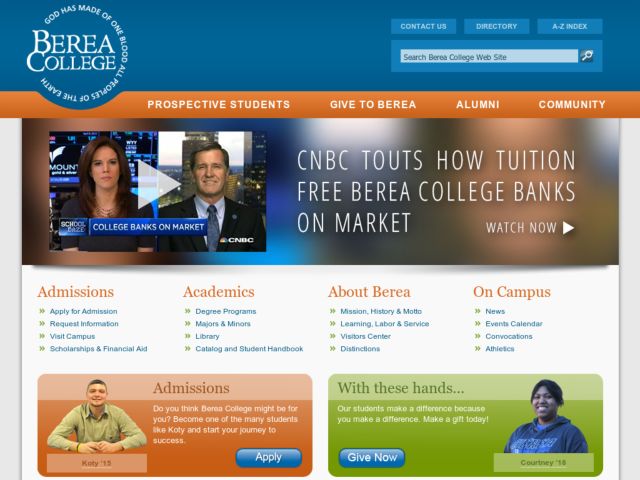 GOD HAS MADE OF ONE BLOOD ALL PEOPLES OF THE EARTH
BEREA
COLLEGE
CONTACT US
DIRECTORY
A-Z INDEX
Search Berea College Web Site
PROSPECTIVE STUDENTS
GIVE TO BEREA
ALUMNI
COMMUNITY
MOUNT
gold & silver
SCHOOL
DAZE
COLLEGE BANKS ON MARKET
CNBC
CNBC TOUTS HOW TUITION
FREE BEREA COLLEGE BANKS
ON MARKET
WATCH NOW
Admissions
Apply for Admission
Request Information
Visit Campus
Scholarships & Financial Aid
Academics
Degree Programs
Majors & Minors
Library
Catalog and Student Handbook
About Berea
Mission, History & Motto
Learning, Labor & Service
Visitors Center
Distinctions
On Campus
News
Events Calendar
Convocations
Athletics
Admissions
Do you think Berea College might be for
you? Become one of the many students
like Koty and start your journey to
success.
Koty '15
Apply
With these hands...
Our students make a difference because
you make a difference. Make a gift today!
Give Now
BEREA
Courtney '16